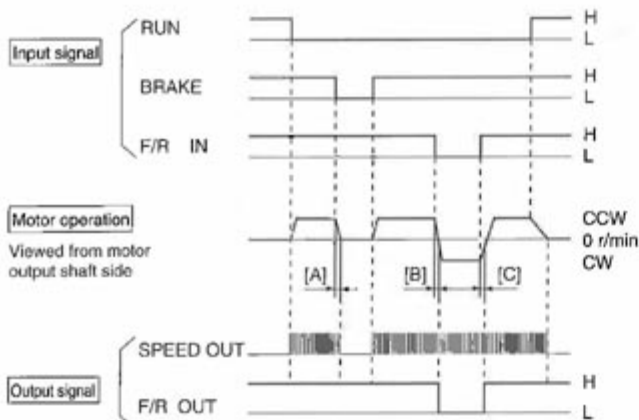 RUN
H
L
Input signal
BRAKE
H
L
F/R IN
H
L
Motor operation
Viewed from motor
output shaft side
CCW
0 r/min
CW
[A]
[B]
[C]
SPEED OUT
Output signal
F/R OUT
H
L